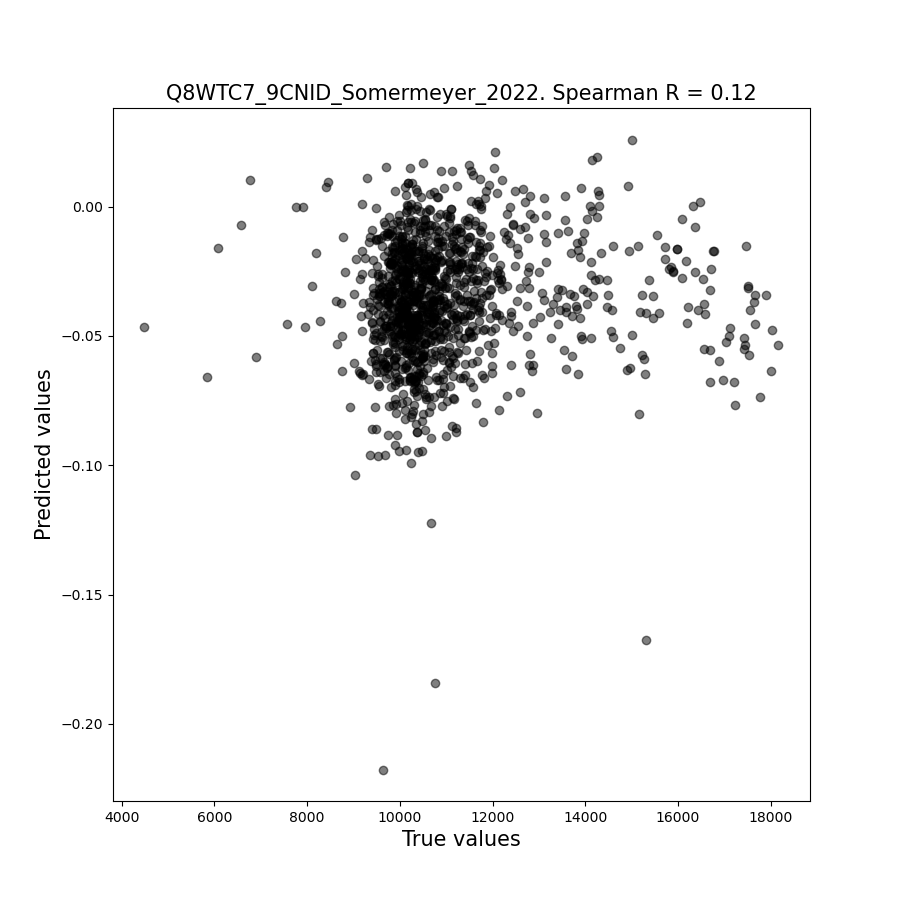 Q8WTC7_9CNID_Somermeyer_2022. Spearman R = 0.12
0.00
−0.05
−0.10
−0.15
−0.20
Predicted values
4000 6000 8000 10000 12000 14000 16000 18000
True values